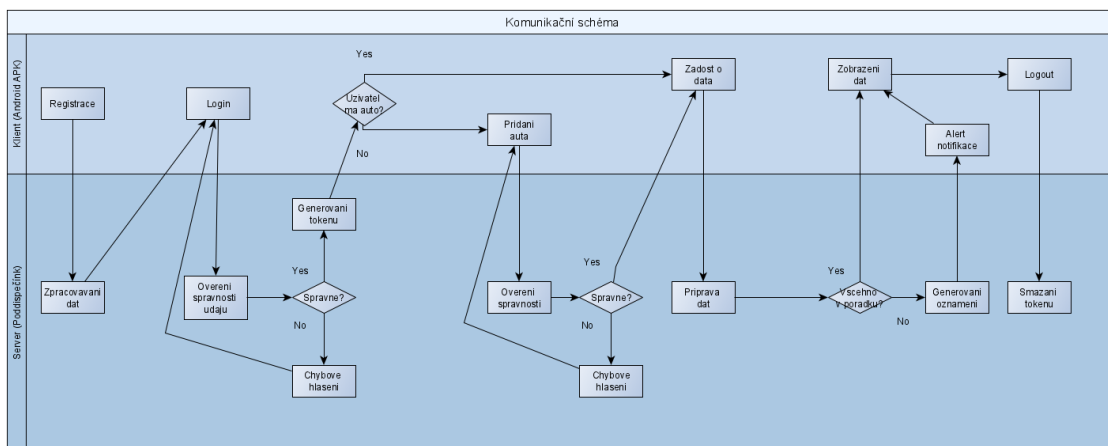 Komunikační schéma
Klient (Android APK)
Registrace
Login
Yes
Uzivatel
ma auto?
No
Pridani
auta
Zadost o
data
Zobrazeni
dat
Logout
Alert
notifikace
Server (Poddispečink)
Zpracovavani
dat
Overeni
spravnosti
udaju
Generovani
tokenu
Yes
Spravne?
No
Chybove
hlaseni
Overeni
spravnosti
Yes
Spravne?
No
Chybove
hlaseni
Priprava
dat
Yes
Vscehno
v poradku?
No
Generovani
oznameni
Smazani
tokenu